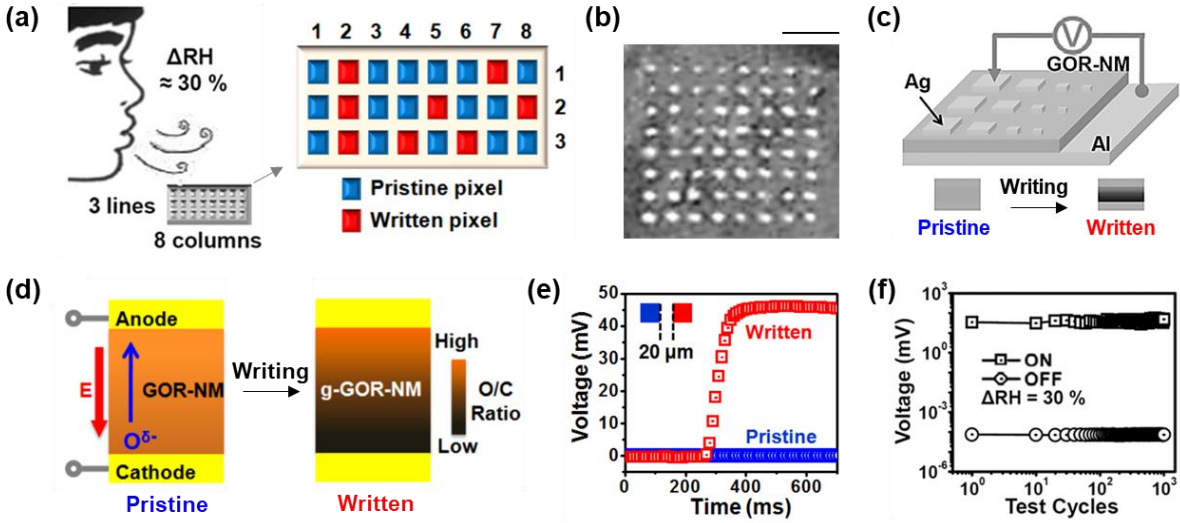 (a)
ΔRH
≈ 30 %
3 lines
8 columns
1 2 3 4 5 6 7 8
1
2
3
Pristine pixel
Written pixel
(b)
(c)
V
GOR-NM
Ag
Al
Writing
Pristine
Written
(d)
Anode
E
GOR-NM
Oδ-
Cathode
Pristine
Writing
g-GOR-NM
High
O/C
Ratio
Low
Written
(e)
Voltage (mV)
50
40
30
20
10
0
20 μm
Written
Pristine
0 200 400 600
Time (ms)
(f)
Voltage (mV)
10³
10⁰
10⁻⁴
10⁻⁶
ON
OFF
ΔRH = 30 %
10⁰ 10¹ 10² 10³
Test Cycles